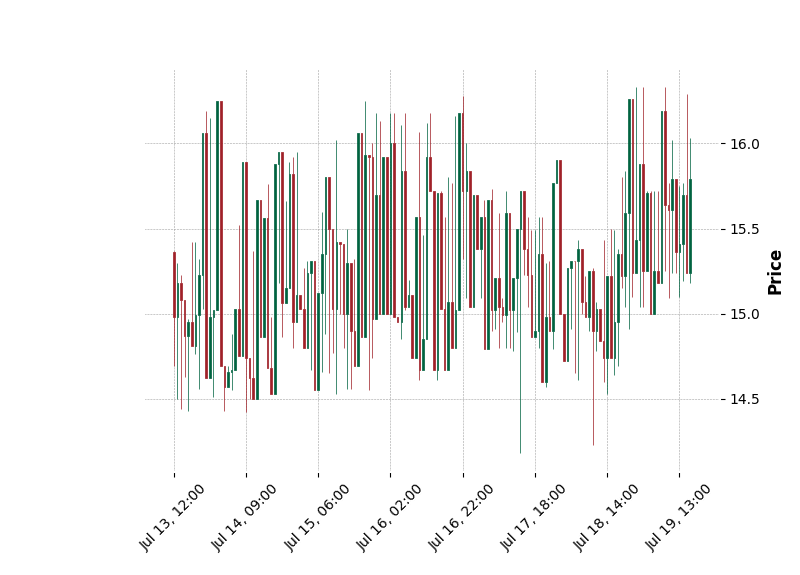 16.0
15.5
15.0
14.5
Price
Jul 13, 12:00
Jul 14, 09:00
Jul 15, 06:00
Jul 16, 02:00
Jul 16, 22:00
Jul 17, 18:00
Jul 18, 14:00
Jul 19, 13:00